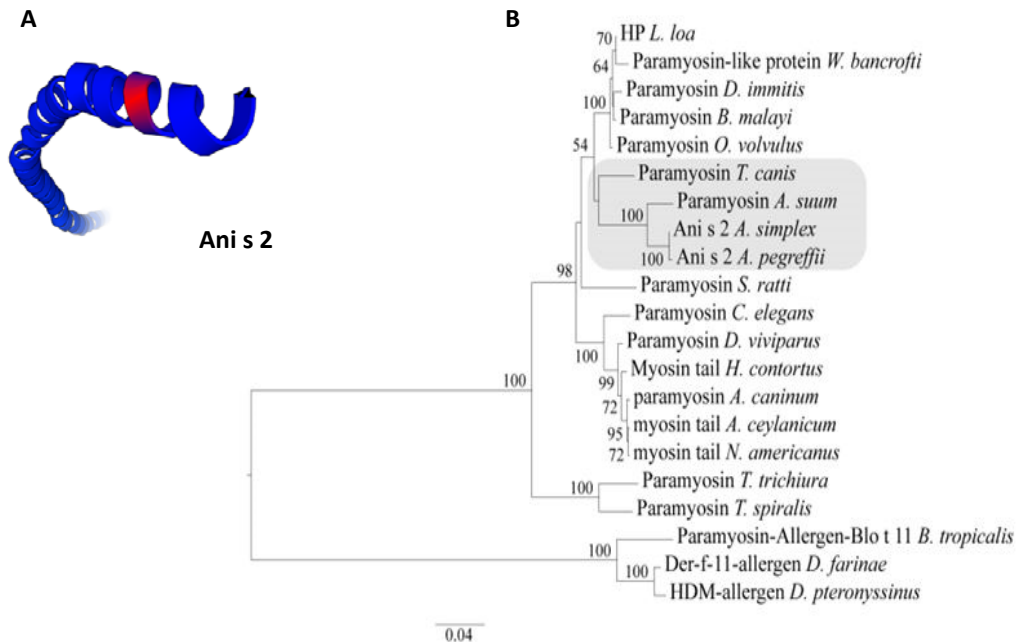 A
B
Ani s 2
70
HP L. loa
64
Paramyosin-like protein W. bancrofti
Paramyosin D. immitis
100
Paramyosin B. malayi
54
Paramyosin O. volvulus
Paramyosin T. canis
Paramyosin A. suum
100
Ani s 2 A. simplex
100
Ani s 2 A. pegreffii
98
Paramyosin S. ratti
Paramyosin C. elegans
100
Paramyosin D. viviparus
Myosin tail H. contortus
100
99
paramyosin A. caninum
72
myosin tail A. ceylanicum
95
myosin tail N. americanus
72
Paramyosin T. trichiura
100
Paramyosin T. spiralis
Paramyosin-Allergen-Blo t 11 B. tropicalis
100
Der-f-11-allergen D. farinae
100
HDM-allergen D. pteronyssinus
0.04